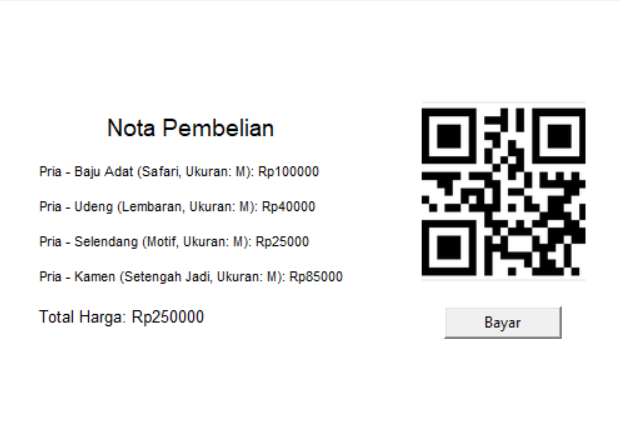 Nota Pembelian
Pria - Baju Adat (Safari, Ukuran: M): Rp100000
Pria - Udeng (Lembaran, Ukuran: M): Rp40000
Pria - Selendang (Motif, Ukuran: M): Rp25000
Pria - Kamen (Setengah Jadi, Ukuran: M): Rp85000
Total Harga: Rp250000
Bayar